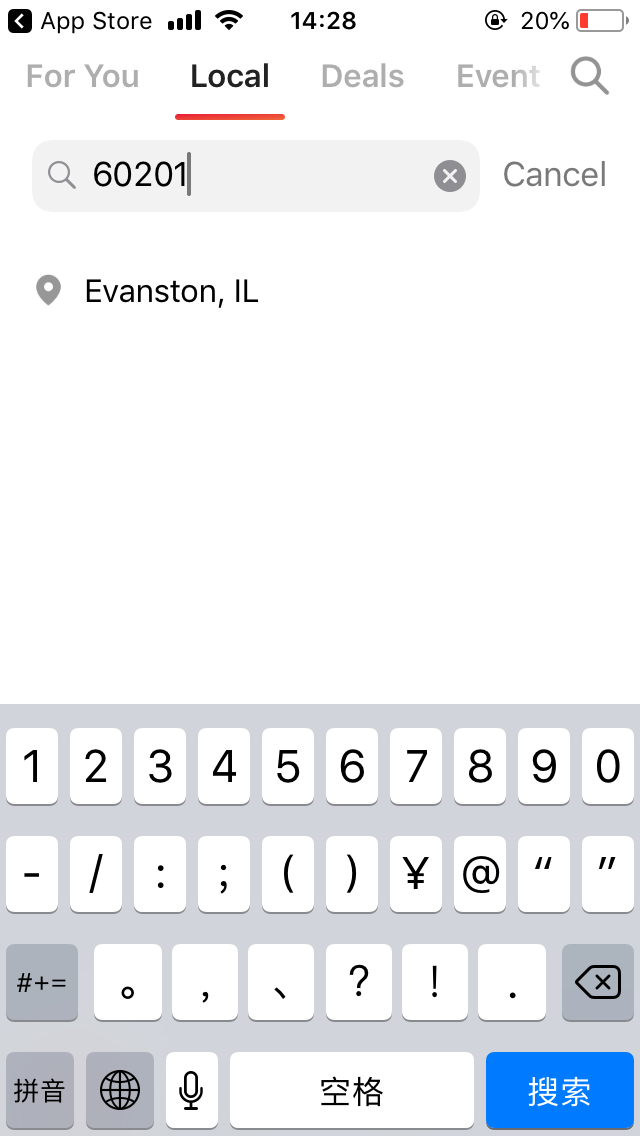 App Store 14:28 20%
For You Local Deals Event
60201 Cancel
Evanston, IL
1 2 3 4 5 6 7 8 9 0
- / : ; ( ) ¥ @ “ ”
#+= 。 , 、 ? ! .
拼音 空格 搜索